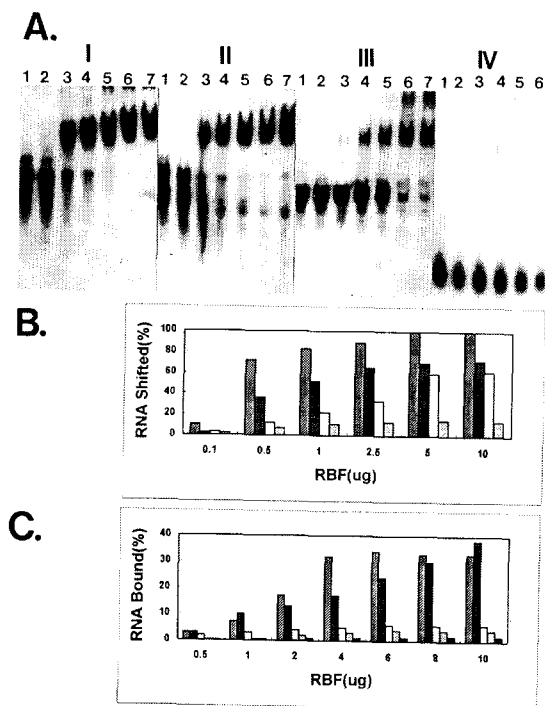 A.
I II III IV
1 2 3 4 5 6 7 1 2 3 4 5 6 7 1 2 3 4 5 6 7 1 2 3 4 5 6
B.
RNA Shifted(%)
100
80
60
40
20
0
0.1 0.5 1 2.5 5 10
RBF(ug)
C.
RNA Bound(%)
40
30
20
10
0
0.5 1 2 4 6 8 10
RBF(ug)